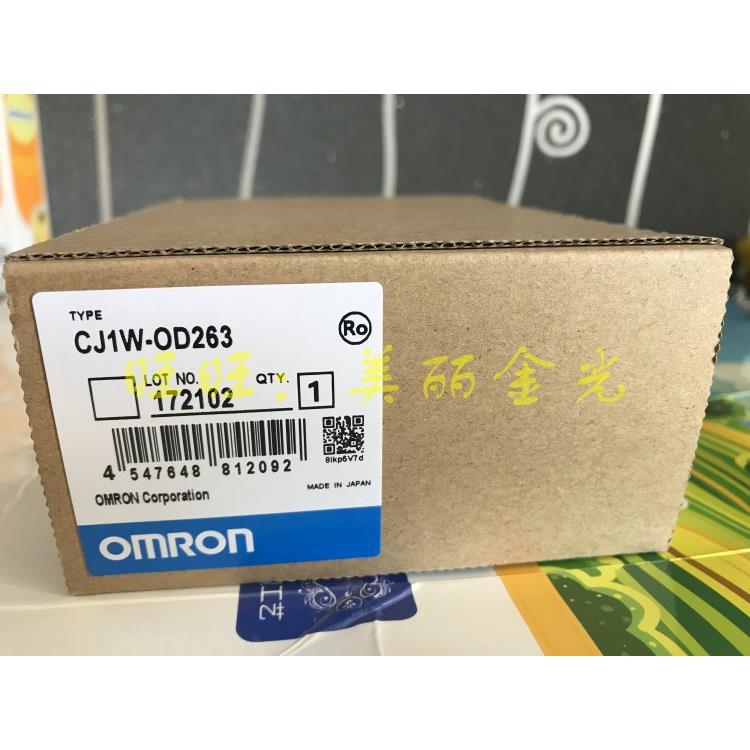 TYPE
CJ1W-OD263
Ro
LOT NO. QTY.
172102 1
旺旺：美丽金光
4 547648 812092
8ikp5V7d
OMRON Corporation
MADE IN JAPAN
OMRON